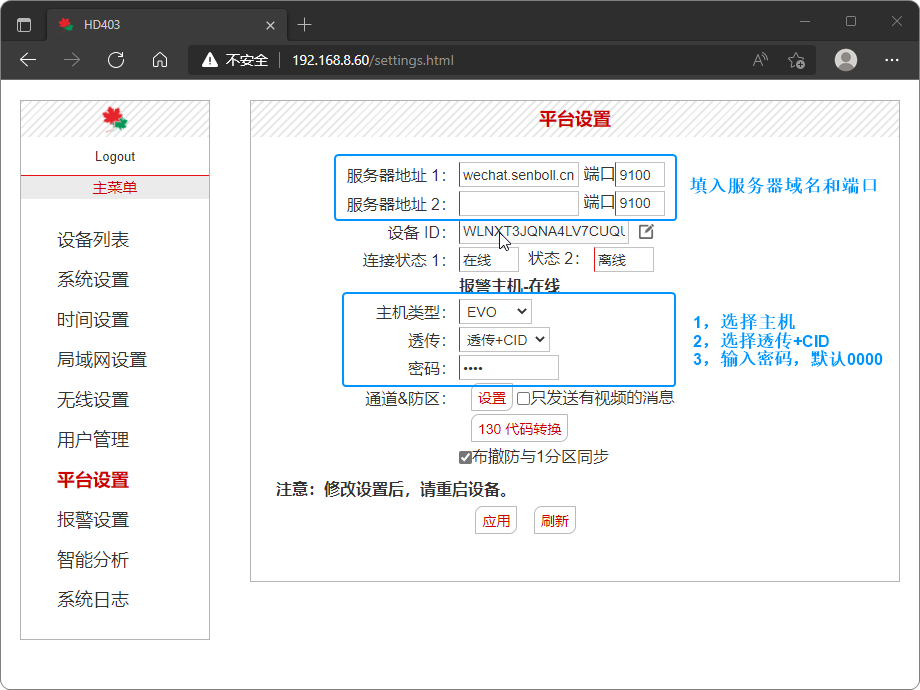 HD403
不安全
192.168.8.60/settings.html
Logout
主菜单
设备列表
系统设置
时间设置
局域网设置
无线设置
用户管理
平台设置
报警设置
智能分析
系统日志
平台设置
服务器地址 1： wechat.senboll.cn 端口 9100
服务器地址 2： 端口 9100
填入服务器域名和端口
设备 ID： WLNXT3JQNA4LV7CUQU
连接状态 1： 在线 状态 2： 离线
报警主机-在线
主机类型： EVO
透传： 透传+CID
密码： ••••
1，选择主机
2，选择透传+CID
3，输入密码，默认0000
通道&防区： 设置 只发送有视频的消息
130 代码转换
布撤防与1分区同步
注意：修改设置后，请重启设备。
应用 刷新